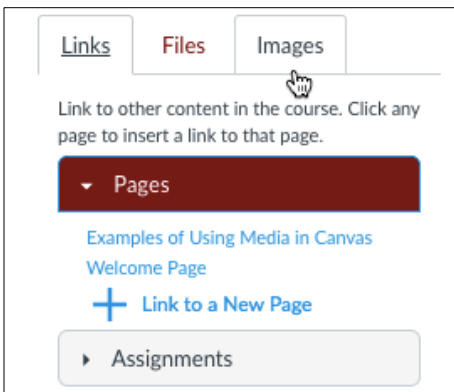 Links Files Images
Link to other content in the course. Click any
page to insert a link to that page.
Pages
Examples of Using Media in Canvas
Welcome Page
Link to a New Page
Assignments